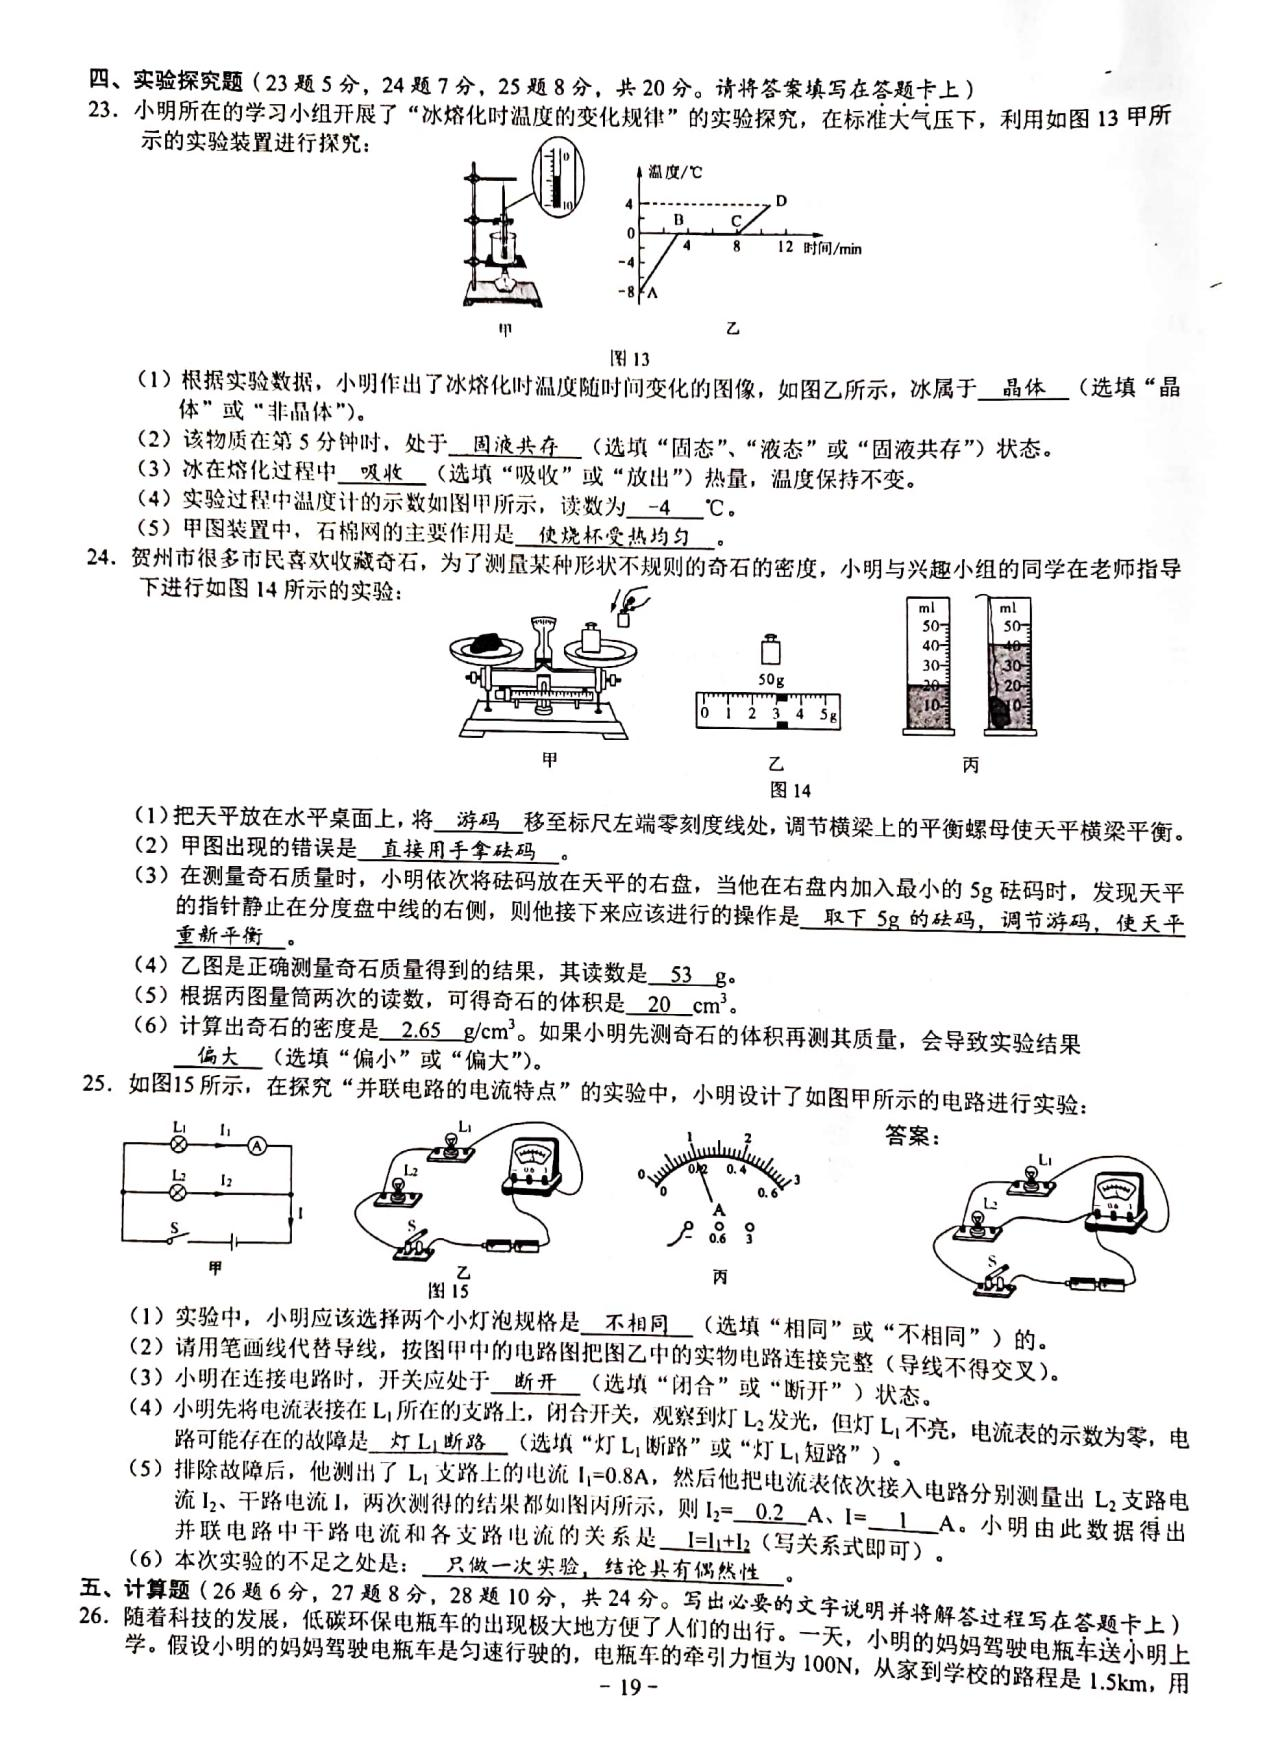 四、实验探究题（23题5分，24题7分，25题8分，共20分。请将答案填写在答题卡上）
23. 小明所在的学习小组开展了“冰熔化时温度的变化规律”的实验探究，在标准大气压下，利用如图13甲所
示的实验装置进行探究：
0
10
甲
温度/℃
4
0
-4
-8
A
B
C
D
4 8 12 时间/min
乙
图13
（1）根据实验数据，小明作出了冰熔化时温度随时间变化的图像，如图乙所示，冰属于 晶体 （选填“晶
体”或“非晶体”）。
（2）该物质在第5分钟时，处于 固液共存 （选填“固态”、“液态”或“固液共存”）状态。
（3）冰在熔化过程中 吸收 （选填“吸收”或“放出”）热量，温度保持不变。
（4）实验过程中温度计的示数如图甲所示，读数为 -4 ℃。
（5）甲图装置中，石棉网的主要作用是 使烧杯受热均匀 。
24. 贺州市很多市民喜欢收藏奇石，为了测量某种形状不规则的奇石的密度，小明与兴趣小组的同学在老师指导
下进行如图14所示的实验：
甲
50g
0 1 2 3 4 5g
乙
ml
50
40
30
20
10
ml
50
40
30
20
10
丙
图14
（1）把天平放在水平桌面上，将 游码 移至标尺左端零刻度线处，调节横梁上的平衡螺母使天平横梁平衡。
（2）甲图出现的错误是 直接用手拿砝码 。
（3）在测量奇石质量时，小明依次将砝码放在天平的右盘，当他在右盘内加入最小的5g砝码时，发现天平
的指针静止在分度盘中线的右侧，则他接下来应该进行的操作是 取下5g的砝码，调节游码，使天平
重新平衡 。
（4）乙图是正确测量奇石质量得到的结果，其读数是 53 g。
（5）根据丙图量筒两次的读数，可得奇石的体积是 20 cm³。
（6）计算出奇石的密度是 2.65 g/cm³。如果小明先测奇石的体积再测其质量，会导致实验结果
偏大 （选填“偏小”或“偏大”）。
25. 如图15所示，在探究“并联电路的电流特点”的实验中，小明设计了如图甲所示的电路进行实验：
L₁ I₁ A
L₂ I₂
S I
甲
L₁
L₂
S
乙
图15
0 1 2 3
0 0.2 0.4 0.6
A
- 0.6 3
丙
答案：
L₁
L₂
S
（1）实验中，小明应该选择两个小灯泡规格是 不相同 （选填“相同”或“不相同”）的。
（2）请用笔画线代替导线，按图甲中的电路图把图乙中的实物电路连接完整（导线不得交叉）。
（3）小明在连接电路时，开关应处于 断开 （选填“闭合”或“断开”）状态。
（4）小明先将电流表接在L₁所在的支路上，闭合开关，观察到灯L₂发光，但灯L₁不亮，电流表的示数为零，电
路可能存在的故障是 灯L₁断路 （选填“灯L₁断路”或“灯L₁短路”）。
（5）排除故障后，他测出了L₁支路上的电流I₁=0.8A，然后他把电流表依次接入电路分别测量出L₂支路电
流I₂、干路电流I，两次测得的结果都如图丙所示，则I₂= 0.2 A、I= 1 A。小明由此数据得出
并联电路中干路电流和各支路电流的关系是 I=I₁+I₂（写关系式即可）。
（6）本次实验的不足之处是： 只做一次实验，结论具有偶然性 。
五、计算题（26题6分，27题8分，28题10分，共24分。写出必要的文字说明并将解答过程写在答题卡上）
26. 随着科技的发展，低碳环保电瓶车的出现极大地方便了人们的出行。一天，小明的妈妈驾驶电瓶车送小明上
学。假设小明的妈妈驾驶电瓶车是匀速行驶的，电瓶车的牵引力恒为100N，从家到学校的路程是1.5km，用
- 19 -